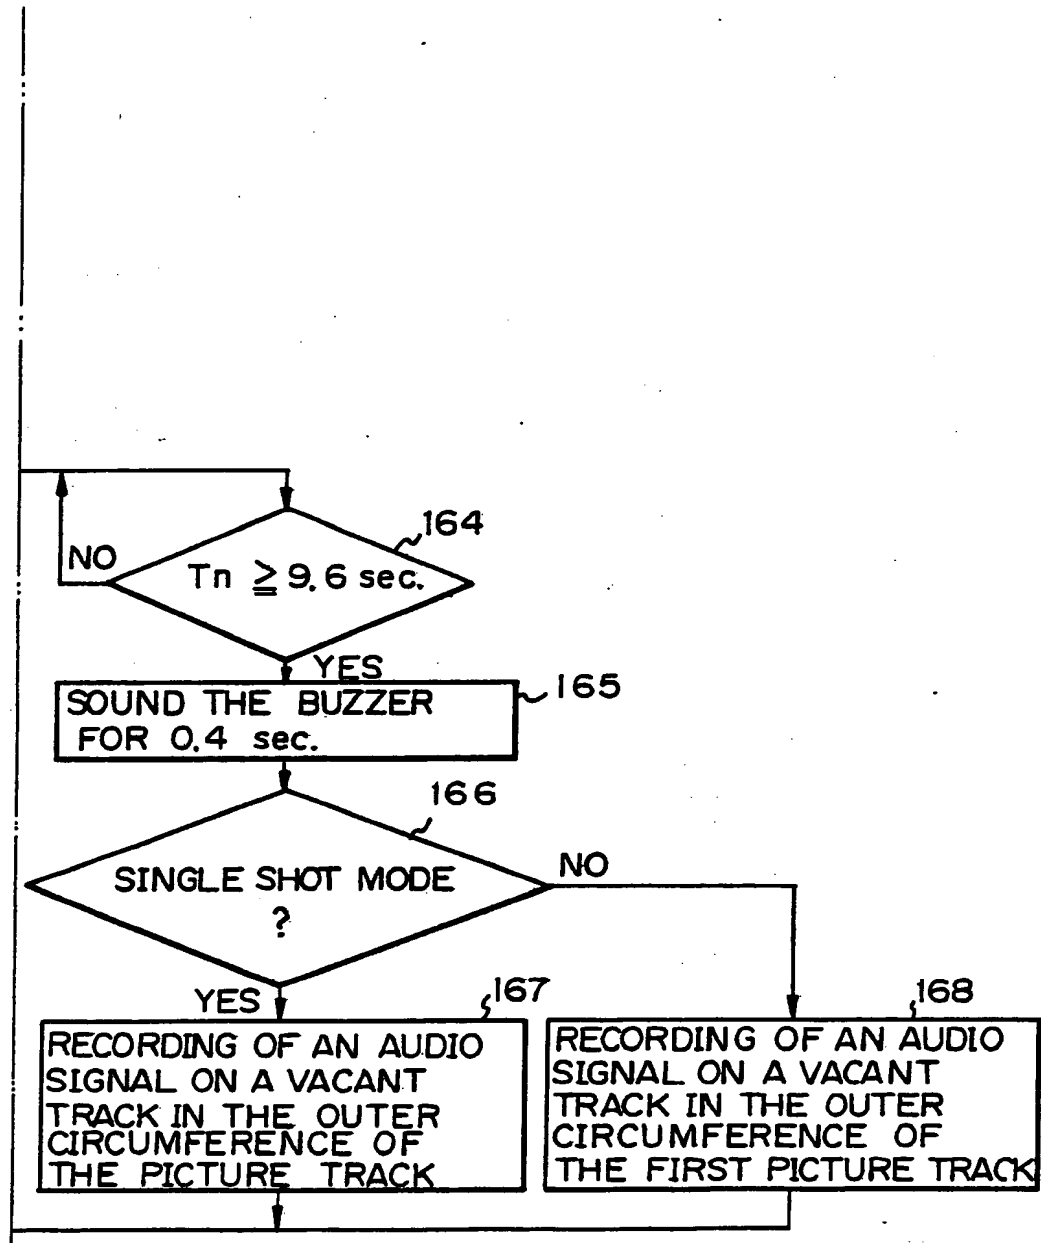 164
NO
Tn ≧ 9.6 sec.
YES
165
SOUND THE BUZZER
FOR 0.4 sec.
166
SINGLE SHOT MODE
?
NO
YES
167
168
RECORDING OF AN AUDIO
SIGNAL ON A VACANT
TRACK IN THE OUTER
CIRCUMFERENCE OF
THE PICTURE TRACK
RECORDING OF AN AUDIO
SIGNAL ON A VACANT
TRACK IN THE OUTER
CIRCUMFERENCE OF
THE FIRST PICTURE TRACK